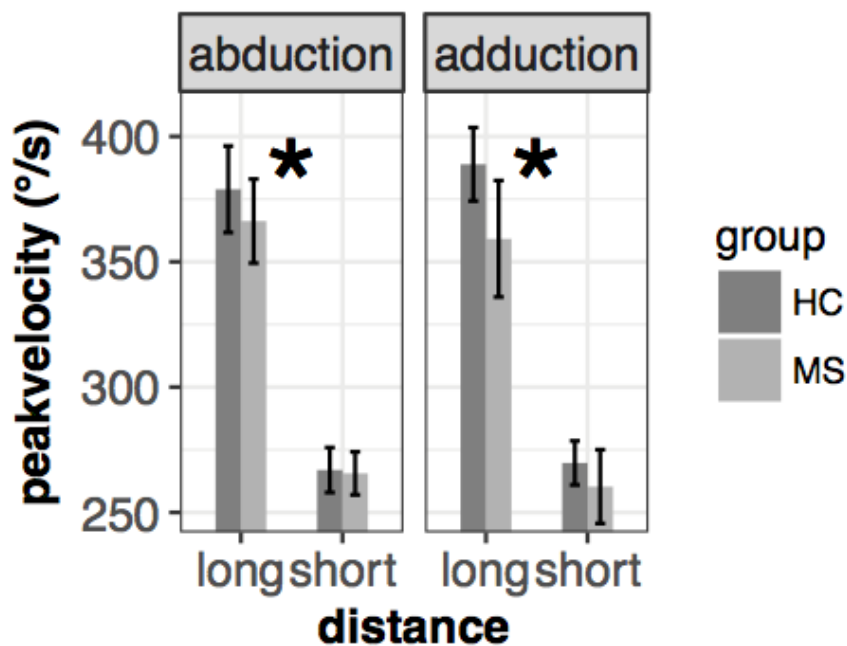 abduction adduction
peakvelocity (°/s)
400
350
300
250
* *
long short long short
distance
group
HC
MS